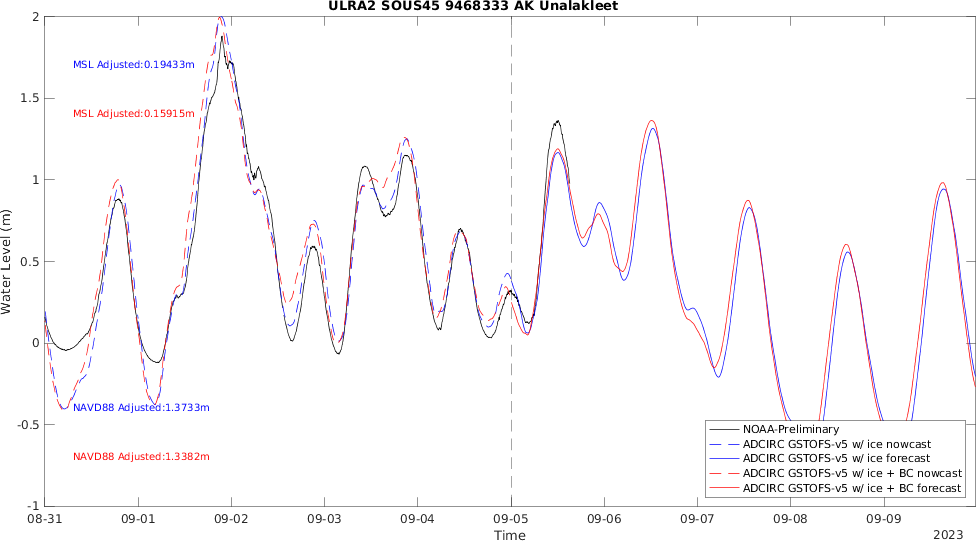 ULRA2 SOUS45 9468333 AK Unalakleet
2
1.5
1
0.5
0
-0.5
-1
Water Level (m)
MSL Adjusted:0.19433m
MSL Adjusted:0.15915m
NAVD88 Adjusted:1.3733m
NAVD88 Adjusted:1.3382m
NOAA-Preliminary
ADCIRC GSTOFS-v5 w/ ice nowcast
ADCIRC GSTOFS-v5 w/ ice forecast
ADCIRC GSTOFS-v5 w/ ice + BC nowcast
ADCIRC GSTOFS-v5 w/ ice + BC forecast
08-31 09-01 09-02 09-03 09-04 09-05 09-06 09-07 09-08 09-09
Time
2023